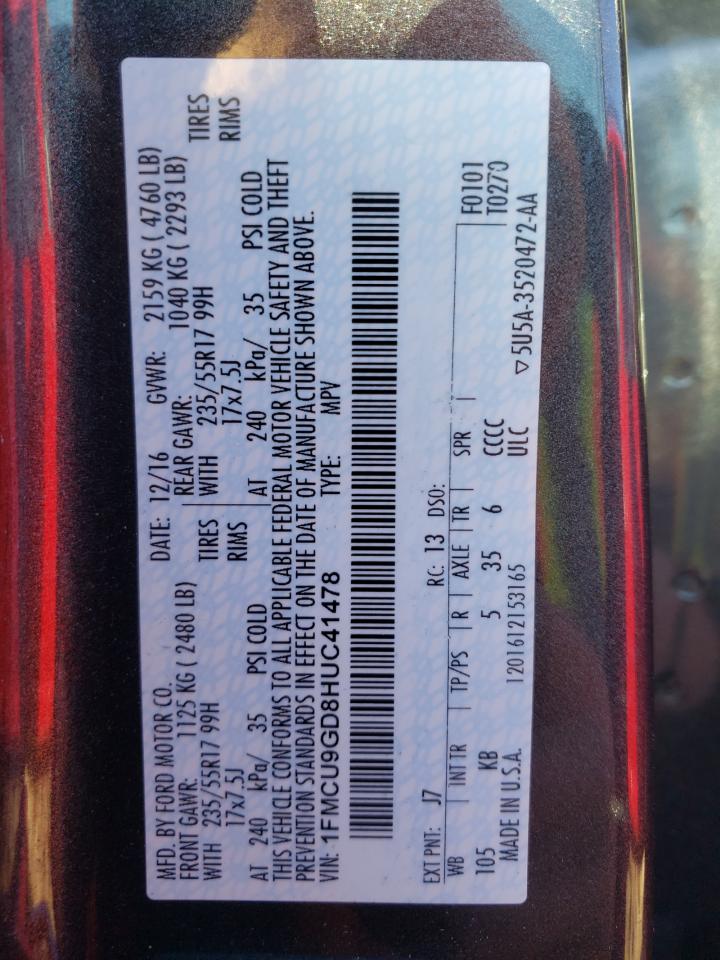 MFD. BY FORD MOTOR CO. DATE: 12/16 GVWR: 2159 KG ( 4760 LB)
FRONT GAWR: 1125 KG ( 2480 LB) REAR GAWR: 1040 KG ( 2293 LB)
WITH 235/55R17 99H TIRES WITH 235/55R17 99H TIRES
17x7.5J RIMS 17x7.5J RIMS
AT 240 kPa/ 35 PSI COLD AT 240 kPa/ 35 PSI COLD
THIS VEHICLE CONFORMS TO ALL APPLICABLE FEDERAL MOTOR VEHICLE SAFETY AND THEFT
PREVENTION STANDARDS IN EFFECT ON THE DATE OF MANUFACTURE SHOWN ABOVE.
VIN: 1FMCU9GD8HUC41478 TYPE: MPV
EXT PNT: J7 RC: 13 DSO: F0101
WB INT TR TP/PS R AXLE TR SPR T0270
105 KB 5 35 6 CCCC
MADE IN U.S.A. 1201612153165 ULC ▽5U5A-3520472-AA